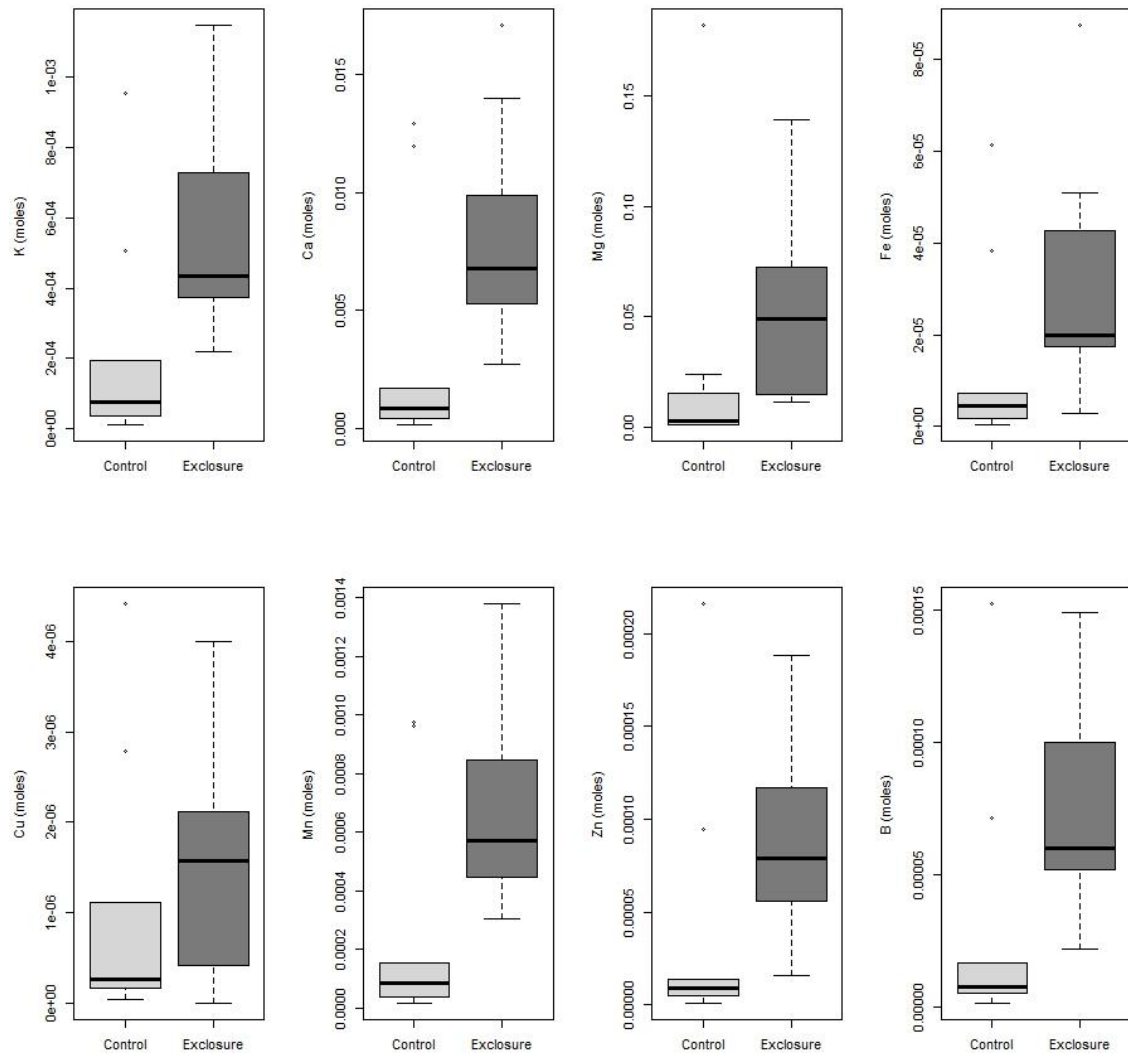 K (moles)
0e+00 2e-04 4e-04 6e-04 8e-04 1e-03
Control Exclosure
Ca (moles)
0.000 0.005 0.010 0.015
Control Exclosure
Mg (moles)
0.00 0.05 0.10 0.15
Control Exclosure
Fe (moles)
0e+00 2e-05 4e-05 6e-05 8e-05
Control Exclosure
Cu (moles)
0e+00 1e-06 2e-06 3e-06 4e-06
Control Exclosure
Mn (moles)
0.0000 0.0002 0.0004 0.0006 0.0008 0.0010 0.0012 0.0014
Control Exclosure
Zn (moles)
0.00000 0.00005 0.00010 0.00015 0.00020
Control Exclosure
B (moles)
0.00000 0.00005 0.00010 0.00015
Control Exclosure